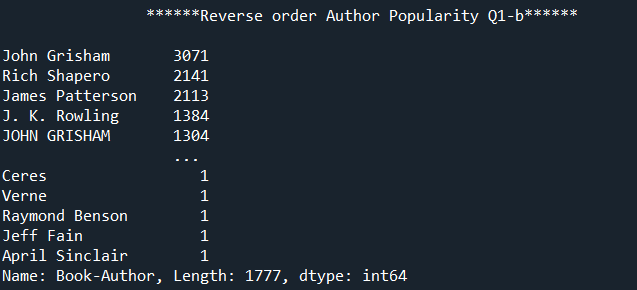 ******Reverse order Author Popularity Q1-b******
John Grisham 3071
Rich Shapero 2141
James Patterson 2113
J. K. Rowling 1384
JOHN GRISHAM 1304
...
Ceres 1
Verne 1
Raymond Benson 1
Jeff Fain 1
April Sinclair 1
Name: Book-Author, Length: 1777, dtype: int64